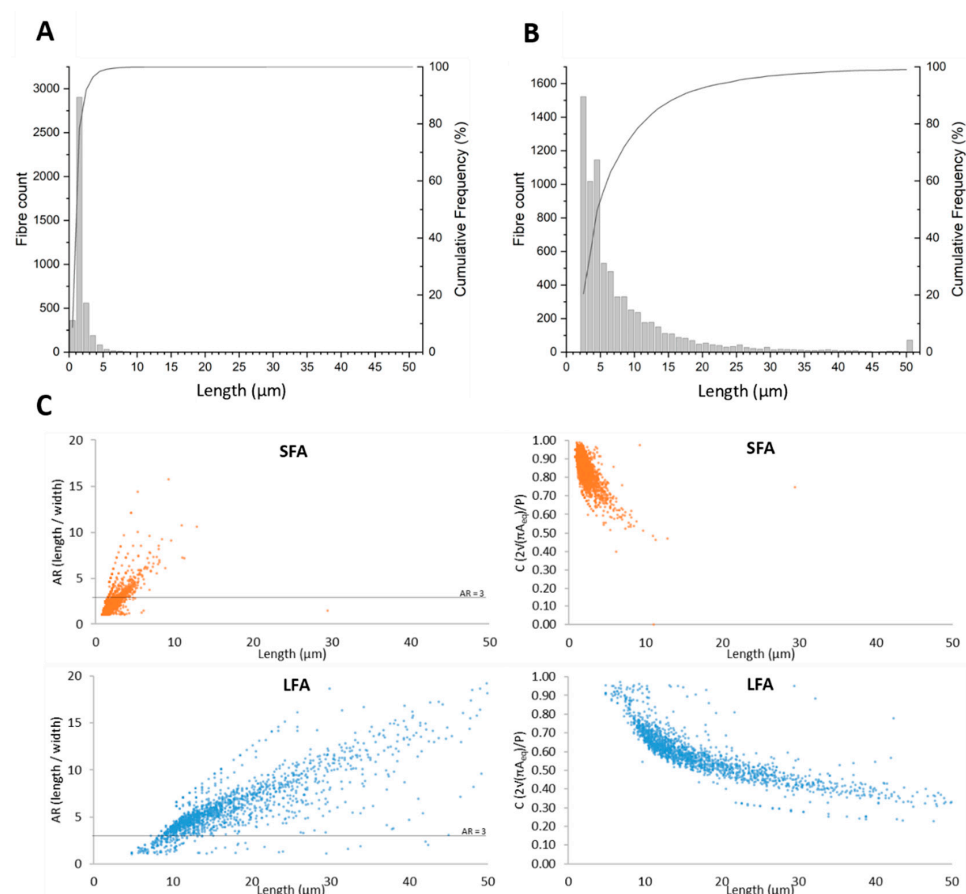 A
B
3000
2500
2000
1500
1000
500
0
Fibre count
100
80
60
40
20
0
Cumulative Frequency (%)
0 5 10 15 20 25 30 35 40 45 50
Length (µm)
1600
1400
1200
1000
800
600
400
200
0
Fibre count
100
80
60
40
20
0
Cumulative Frequency (%)
0 5 10 15 20 25 30 35 40 45 50
Length (µm)
C
SFA
20
15
10
5
0
AR (length / width)
AR = 3
0 10 20 30 40 50
Length (µm)
SFA
1.00
0.90
0.80
0.70
0.60
0.50
0.40
0.30
0.20
0.10
0.00
C (2√(πAeq)/P)
0 10 20 30 40 50
Length (µm)
LFA
20
15
10
5
0
AR (length / width)
AR = 3
0 10 20 30 40 50
Length (µm)
LFA
1.00
0.90
0.80
0.70
0.60
0.50
0.40
0.30
0.20
0.10
0.00
C (2√(πAeq)/P)
0 10 20 30 40 50
Length (µm)